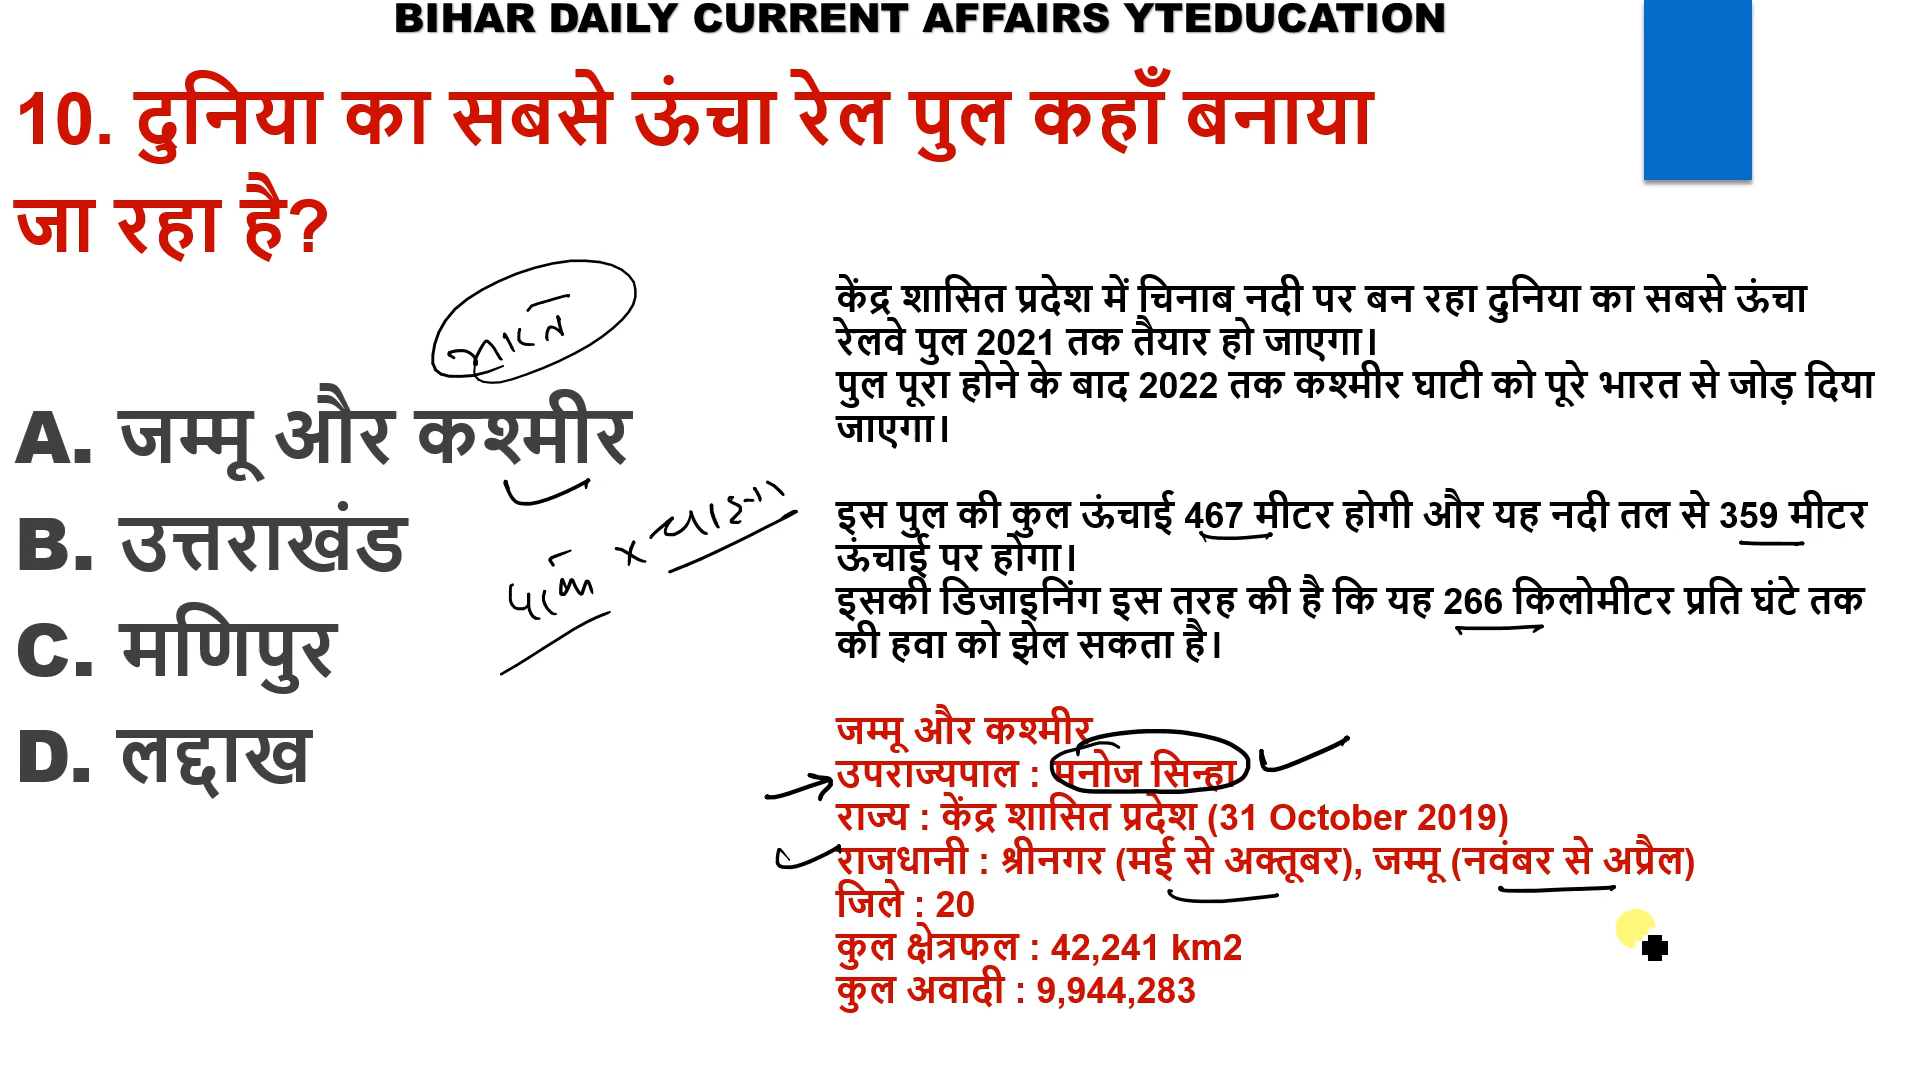 BIHAR DAILY CURRENT AFFAIRS YTEDUCATION
10. दुनिया का सबसे ऊंचा रेल पुल कहाँ बनाया
जा रहा है?
A. जम्मू और कश्मीर
B. उत्तराखंड
C. मणिपुर
D. लद्दाख
केंद्र शासित प्रदेश में चिनाब नदी पर बन रहा दुनिया का सबसे ऊंचा
रेलवे पुल 2021 तक तैयार हो जाएगा।
पुल पूरा होने के बाद 2022 तक कश्मीर घाटी को पूरे भारत से जोड़ दिया
जाएगा।
इस पुल की कुल ऊंचाई 467 मीटर होगी और यह नदी तल से 359 मीटर
ऊंचाई पर होगा।
इसकी डिजाइनिंग इस तरह की है कि यह 266 किलोमीटर प्रति घंटे तक
की हवा को झेल सकता है।
जम्मू और कश्मीर
उपराज्यपाल : मनोज सिन्हा
राज्य : केंद्र शासित प्रदेश (31 October 2019)
राजधानी : श्रीनगर (मई से अक्तूबर), जम्मू (नवंबर से अप्रैल)
जिले : 20
कुल क्षेत्रफल : 42,241 km2
कुल अवादी : 9,944,283